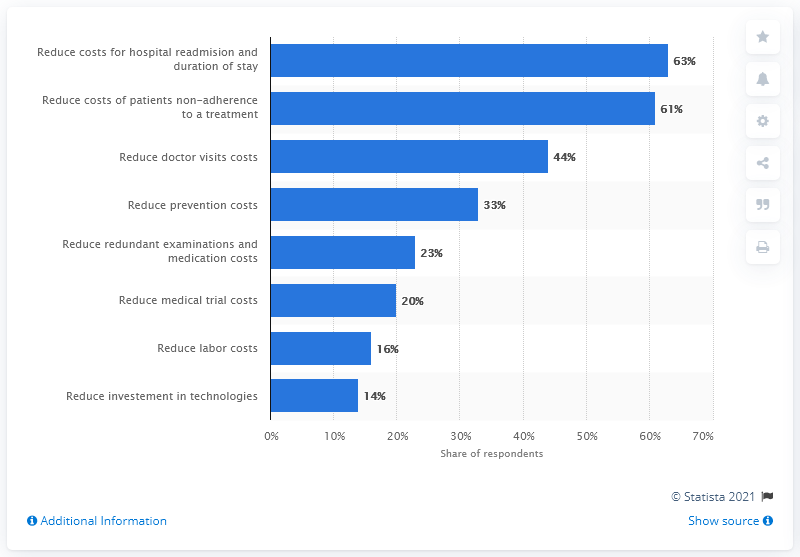 Reduce costs for hospital readmision and
duration of stay
63%
Reduce costs of patients non-adherence
to a treatment
61%
Reduce doctor visits costs
44%
Reduce prevention costs
33%
Reduce redundant examinations and
medication costs
23%
Reduce medical trial costs
20%
Reduce labor costs
16%
Reduce investement in technologies
14%
0% 10% 20% 30% 40% 50% 60% 70%
Share of respondents
© Statista 2021
Additional Information
Show source